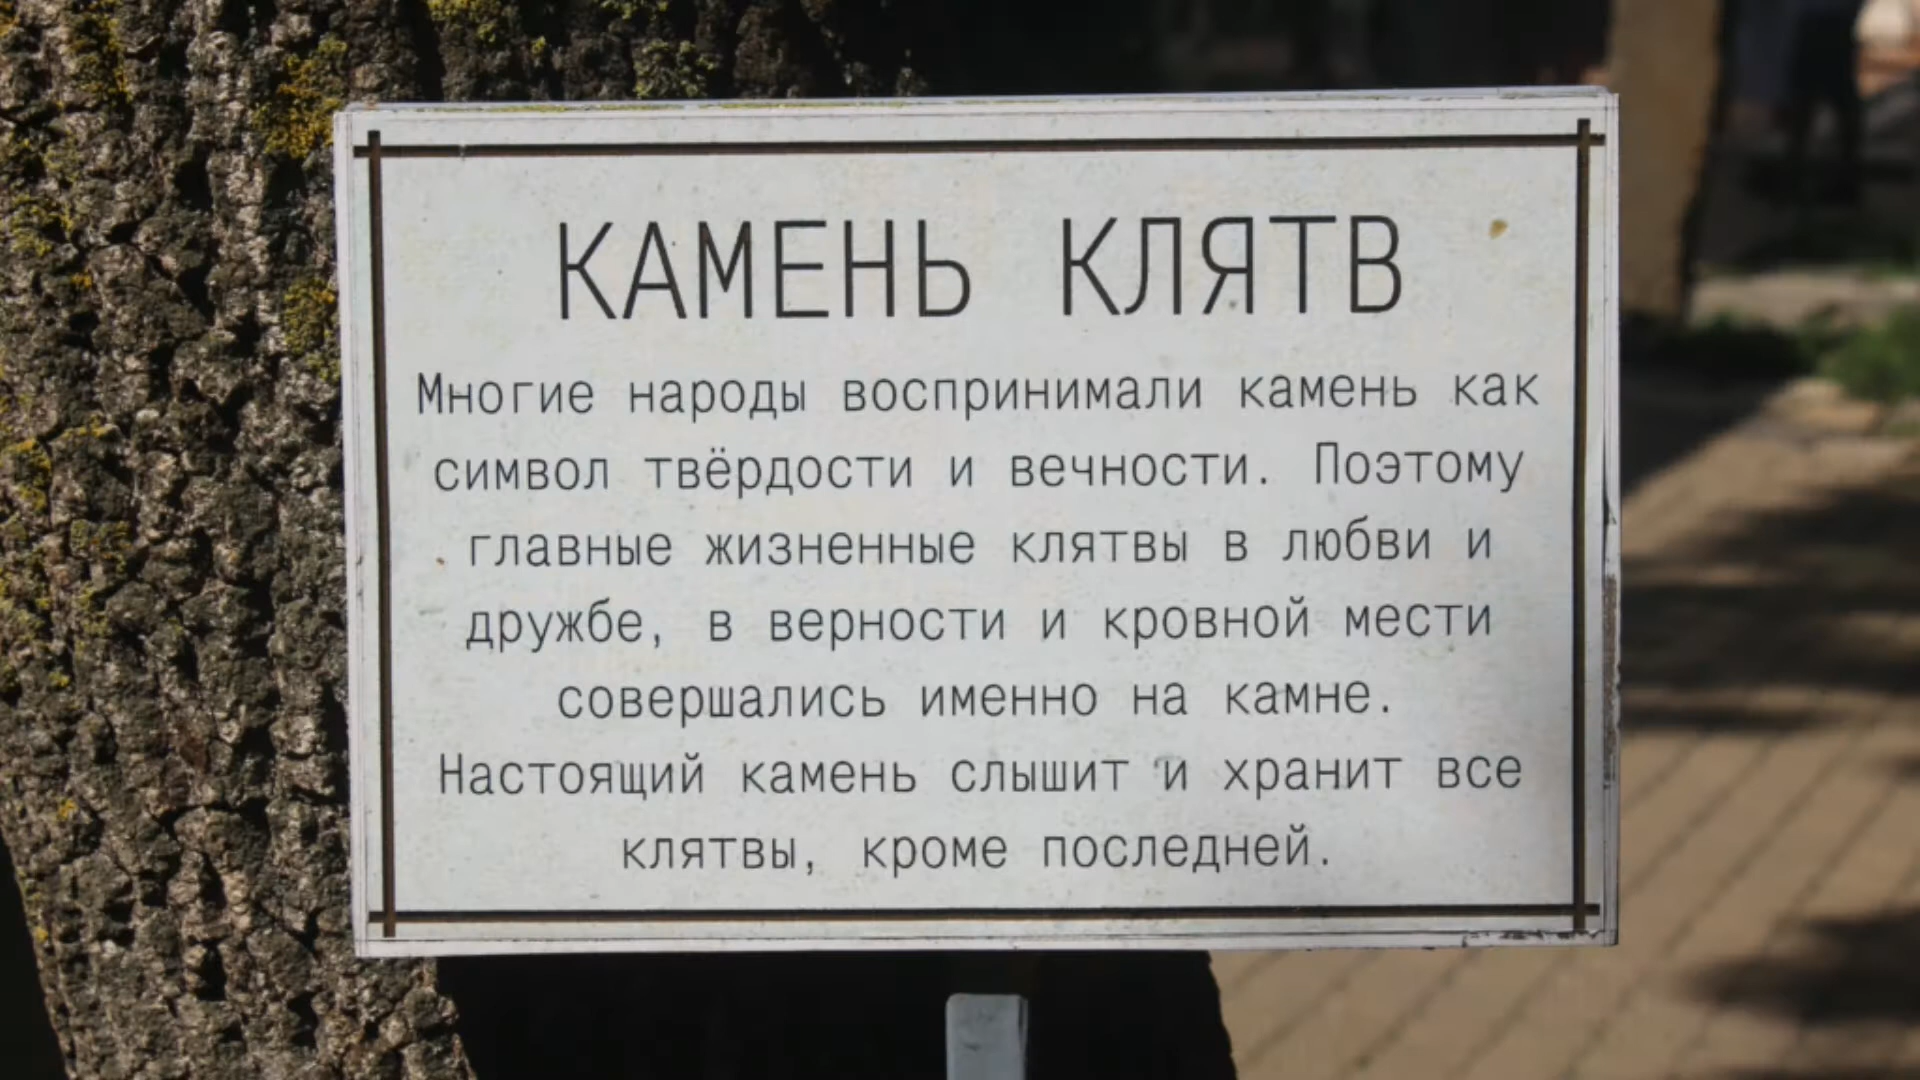 КАМЕНЬ КЛЯТВ
Многие народы воспринимали камень как
символ твёрдости и вечности. Поэтому
главные жизненные клятвы в любви и
дружбе, в верности и кровной мести
совершались именно на камне.
Настоящий камень слышит и хранит все
клятвы, кроме последней.